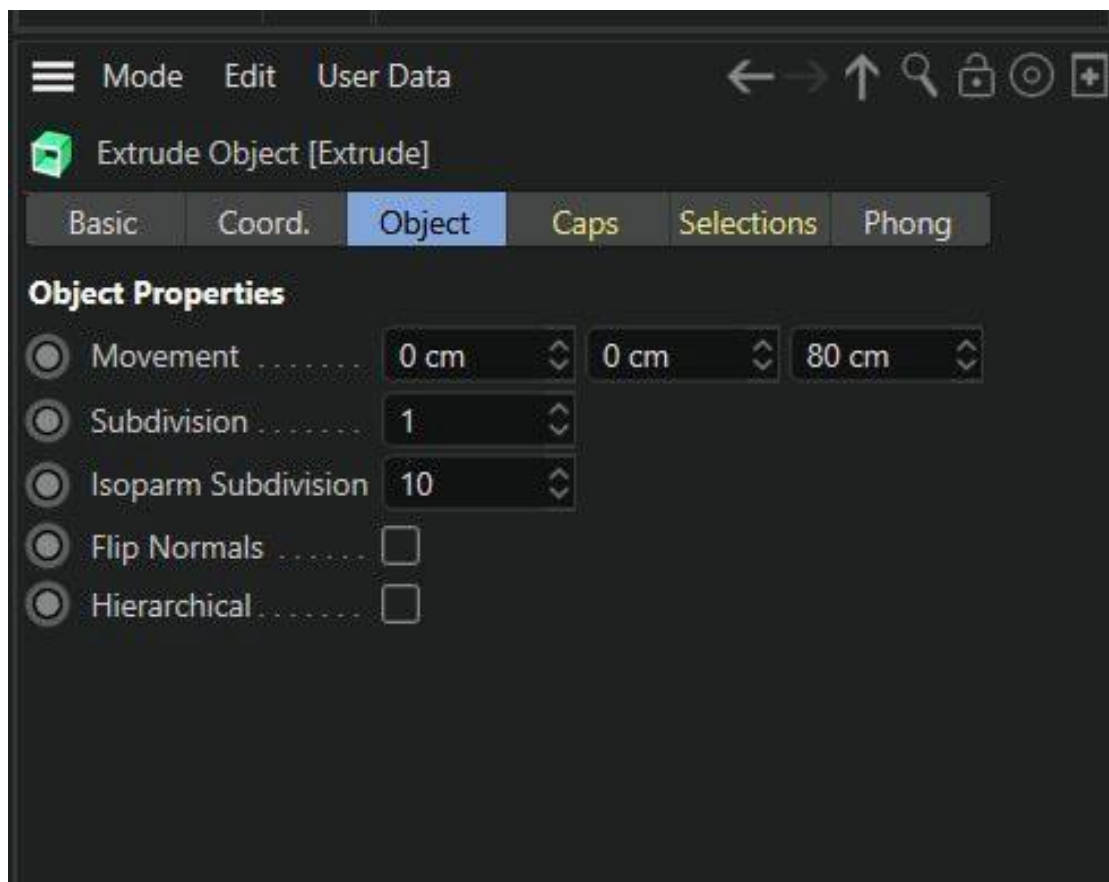 Mode Edit User Data
Extrude Object [Extrude]
Basic Coord. Object Caps Selections Phong
Object Properties
Movement . . . . . . . 0 cm 0 cm 80 cm
Subdivision . . . . . . . 1
Isoparm Subdivision 10
Flip Normals . . . . . .
Hierarchical . . . . . . .